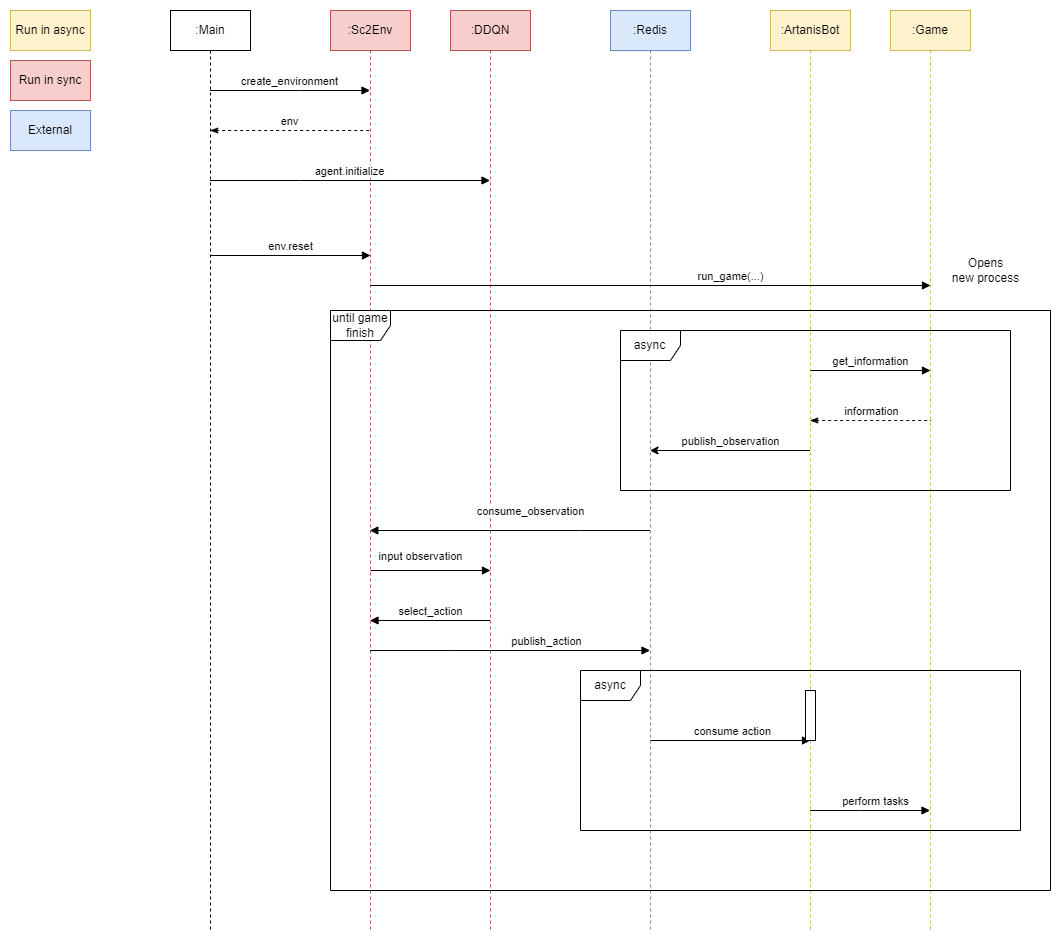 Run in async
:Main
:Sc2Env
:DDQN
:Redis
:ArtanisBot
:Game
Run in sync
create_environment
External
env
agent.initialize
env.reset
Opens
new process
run_game(...)
until game
finish
async
get_information
information
publish_observation
consume_observation
input observation
select_action
publish_action
async
consume action
perform tasks